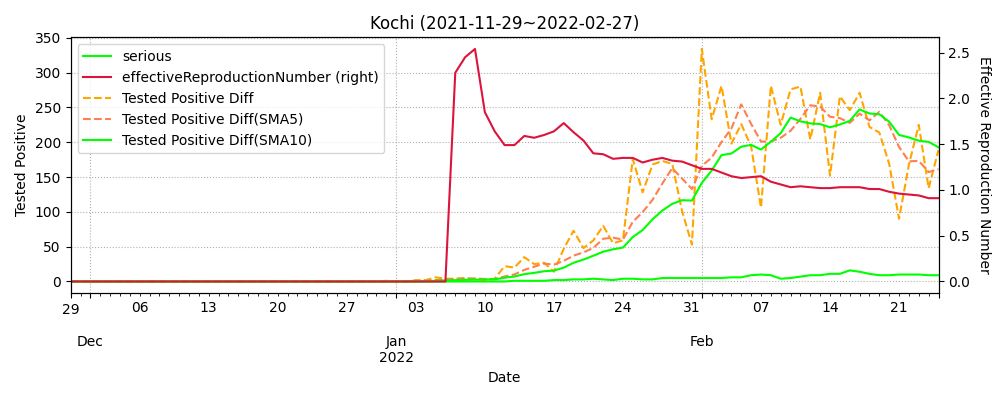 Kochi (2021-11-29~2022-02-27)
serious
effectiveReproductionNumber (right)
Tested Positive Diff
Tested Positive Diff(SMA5)
Tested Positive Diff(SMA10)
Tested Positive
350
300
250
200
150
100
50
0
2.5
2.0
1.5
1.0
0.5
0.0
Effective Reproduction Number
29 06 13 20 27 03 10 17 24 31 07 14 21
Dec Jan Feb
2022
Date